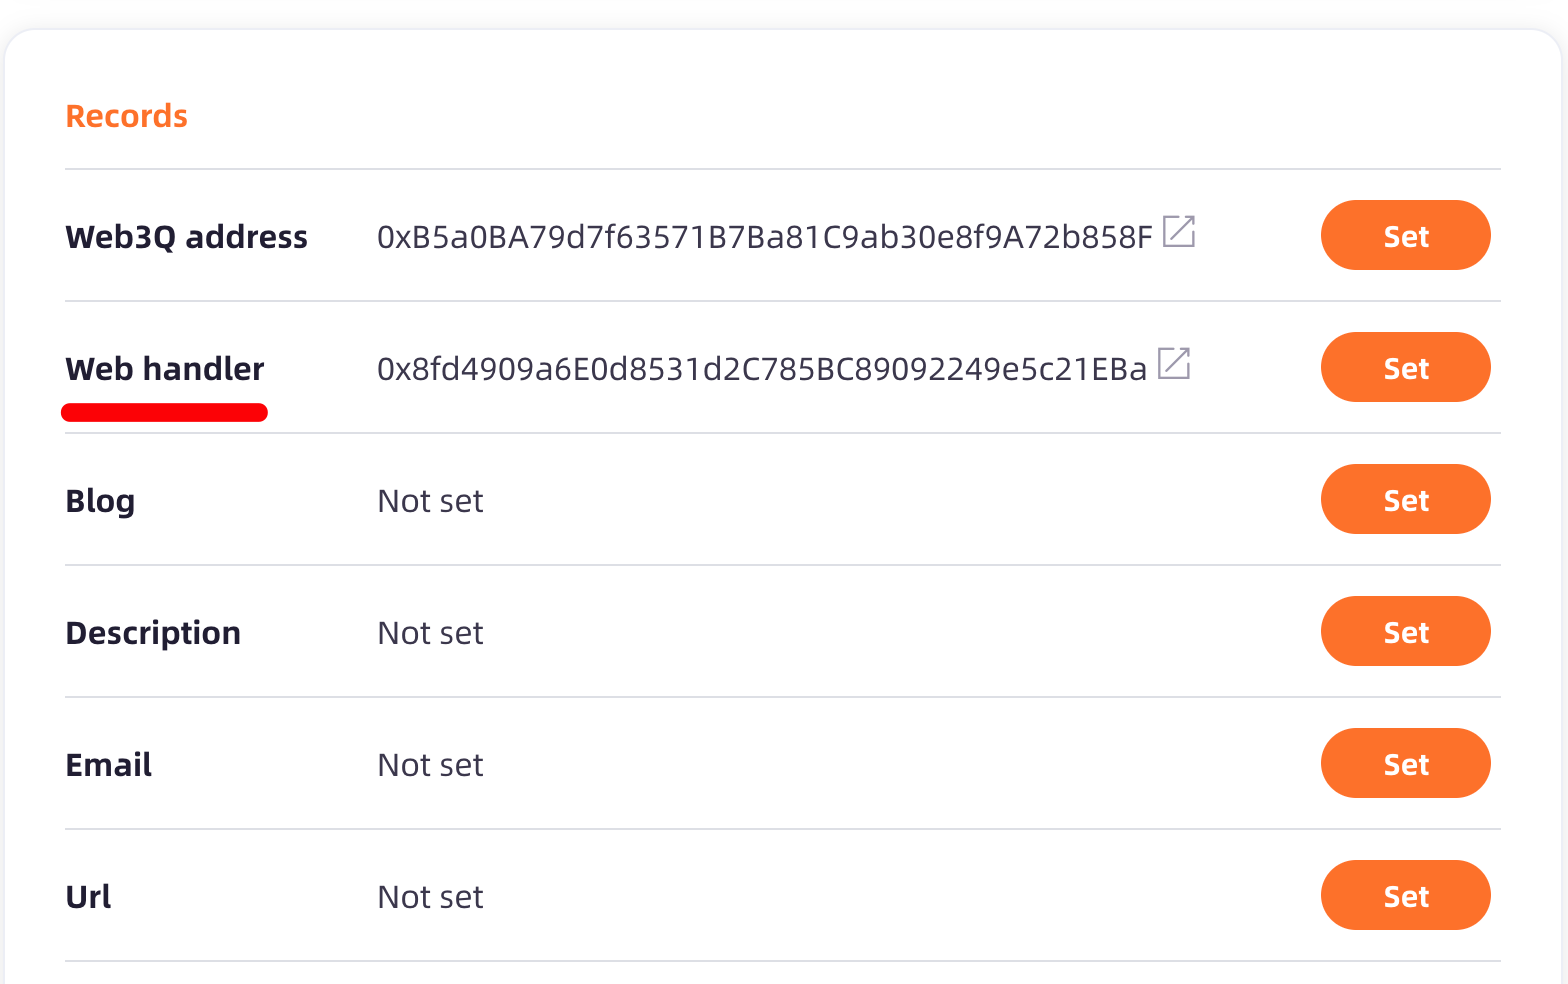 Records
Web3Q address 0xB5a0BA79d7f63571B7Ba81C9ab30e8f9A72b858F Set
Web handler 0x8fd4909a6E0d8531d2C785BC89092249e5c21EBa Set
Blog Not set Set
Description Not set Set
Email Not set Set
Url Not set Set